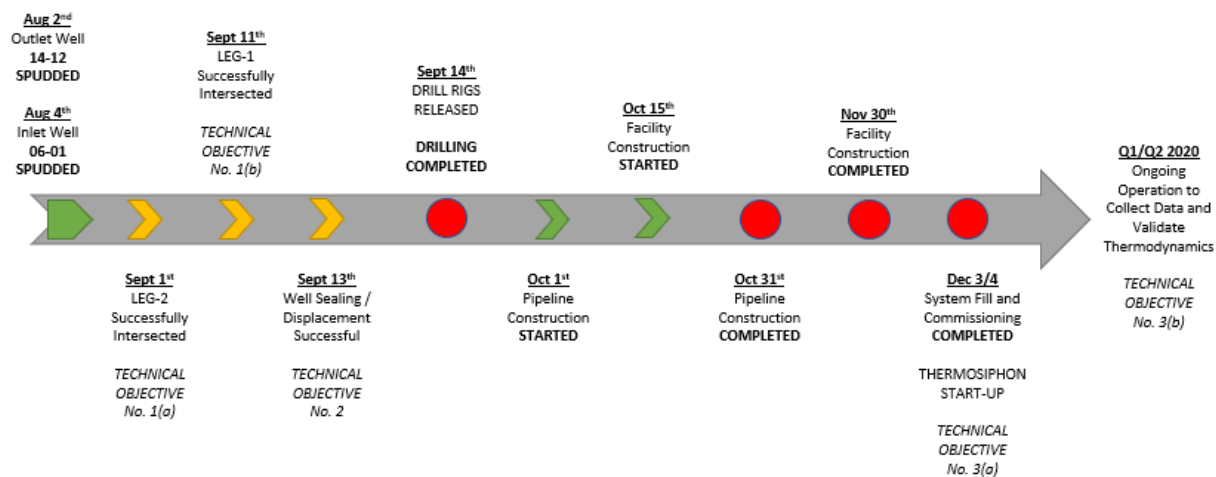 Aug 2nd
Outlet Well
14-12
SPUDDED
Aug 4th
Inlet Well
06-01
SPUDDED
Sept 1st
LEG-2
Successfully
Intersected
TECHNICAL
OBJECTIVE
No. 1(a)
Sept 11th
LEG-1
Successfully
Intersected
TECHNICAL
OBJECTIVE
No. 1(b)
Sept 13th
Well Sealing /
Displacement
Successful
TECHNICAL
OBJECTIVE
No. 2
Sept 14th
DRILL RIGS
RELEASED
DRILLING
COMPLETED
Oct 1st
Pipeline
Construction
STARTED
Oct 15th
Facility
Construction
STARTED
Oct 31st
Pipeline
Construction
COMPLETED
Nov 30th
Facility
Construction
COMPLETED
Dec 3/4
System Fill and
Commissioning
COMPLETED
THERMOSIPHON
START-UP
TECHNICAL
OBJECTIVE
No. 3(a)
Q1/Q2 2020
Ongoing
Operation to
Collect Data and
Validate
Thermodynamics
TECHNICAL
OBJECTIVE
No. 3(b)